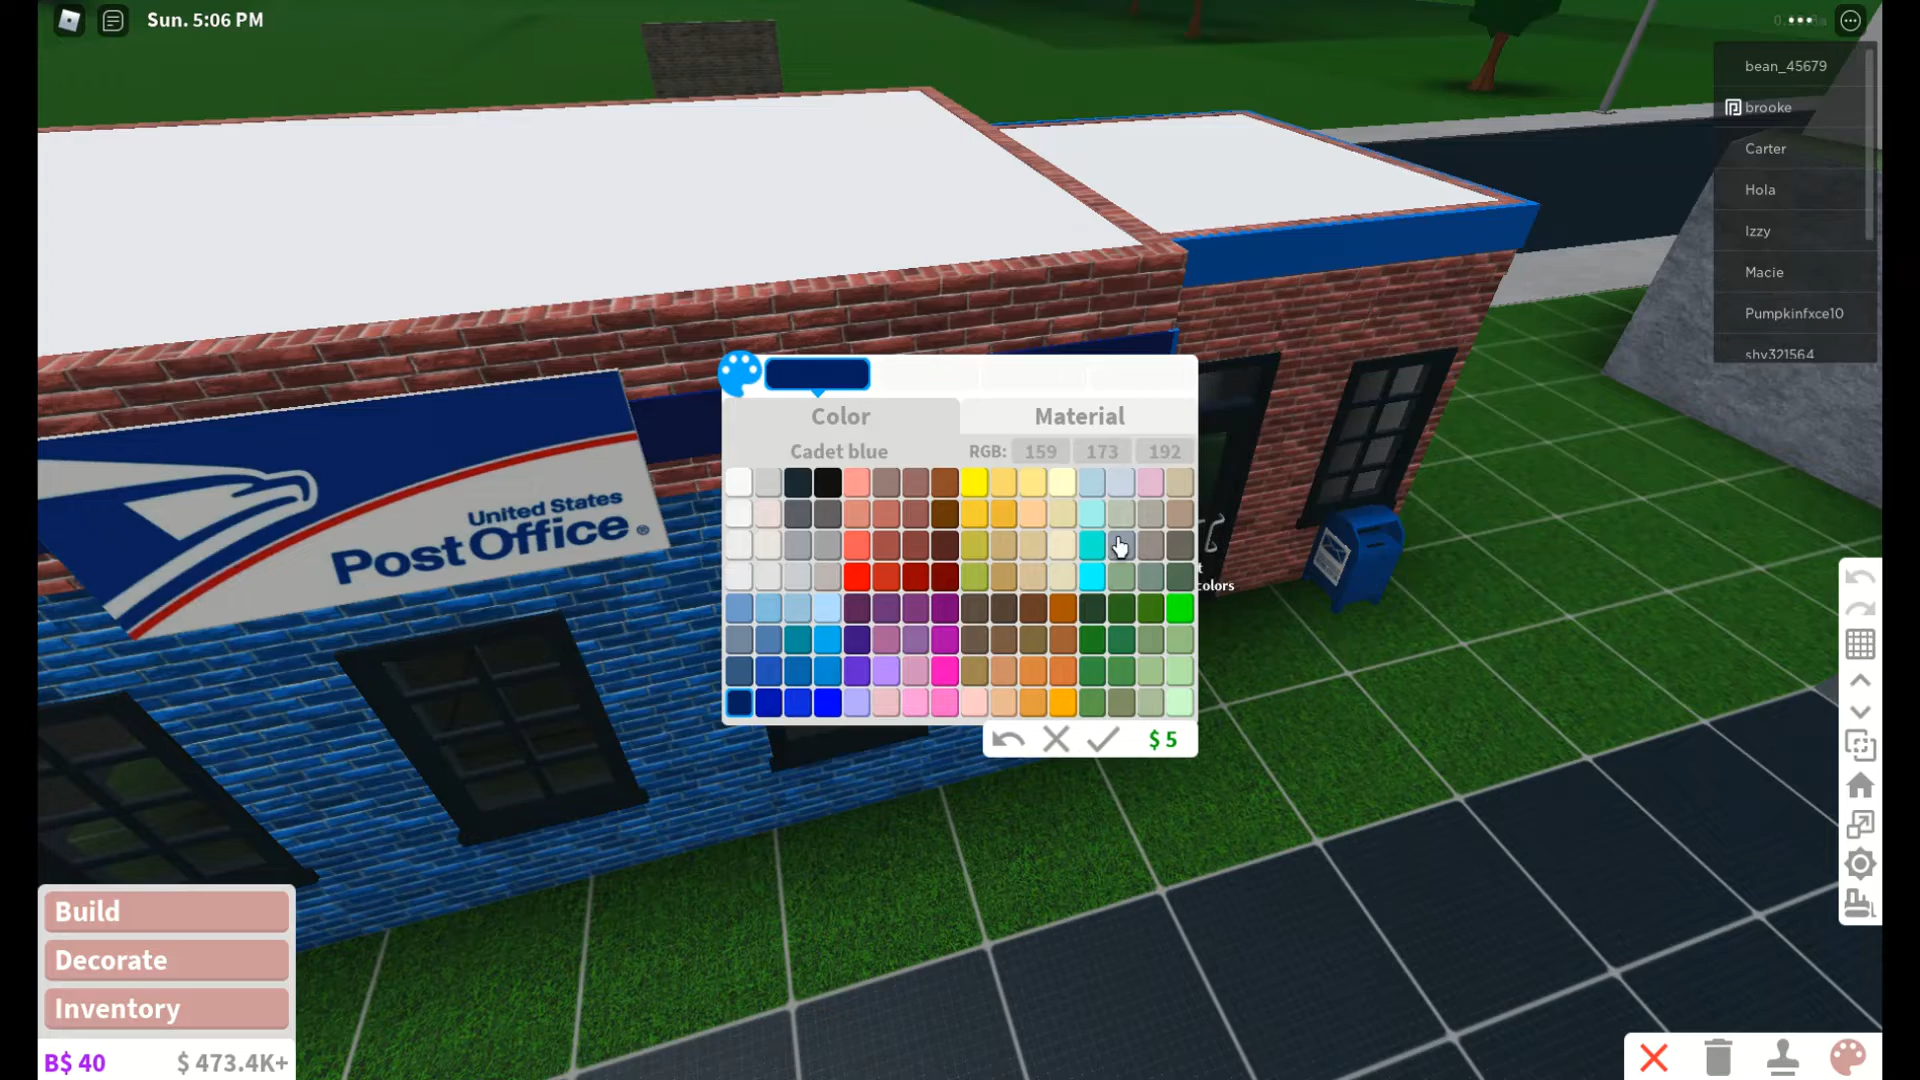 Sun. 5:06 PM
bean_45679
brooke
Carter
Hola
Izzy
Macie
Pumpkinfxce10
shy321564
Color
Material
Cadet blue
RGB: 159 173 192
United States
Post Office ®
colors
$ 5
Build
Decorate
Inventory
B$ 40
$ 473.4K+